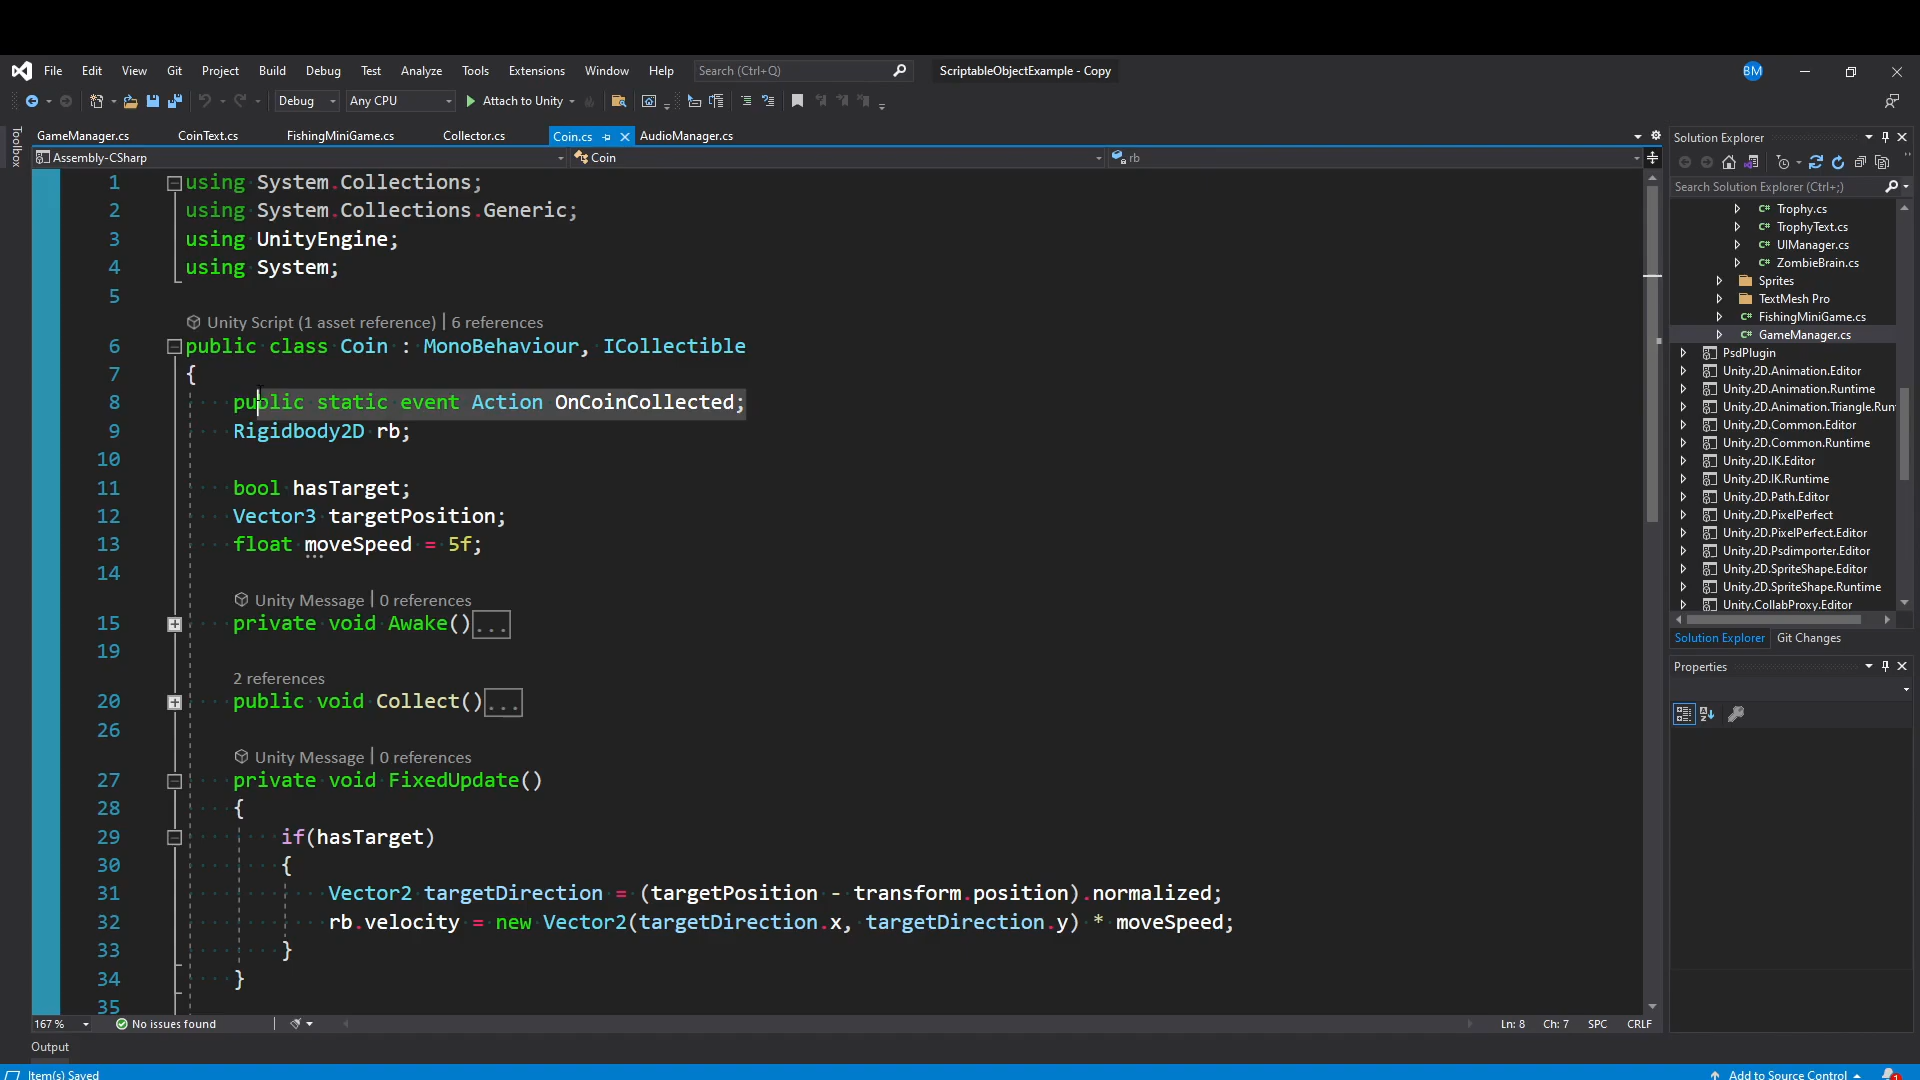 File Edit View Git Project Build Debug Test Analyze Tools Extensions Window Help Search (Ctrl+Q) ScriptableObjectExample - Copy BM
Debug Any CPU Attach to Unity
Toolbox
GameManager.cs CoinText.cs FishingMiniGame.cs Collector.cs Coin.cs AudioManager.cs
Assembly-CSharp Coin rb
1 using System.Collections;
2 using System.Collections.Generic;
3 using UnityEngine;
4 using System;
5
Unity Script (1 asset reference) | 6 references
6 public class Coin : MonoBehaviour, ICollectible
7 {
8 public static event Action OnCoinCollected;
9 Rigidbody2D rb;
10
11 bool hasTarget;
12 Vector3 targetPosition;
13 float moveSpeed = 5f;
14
Unity Message | 0 references
15 private void Awake()...
19
2 references
20 public void Collect()...
26
Unity Message | 0 references
27 private void FixedUpdate()
28 {
29 if(hasTarget)
30 {
31 Vector2 targetDirection = (targetPosition - transform.position).normalized;
32 rb.velocity = new Vector2(targetDirection.x, targetDirection.y) * moveSpeed;
33 }
34 }
35
167 % No issues found Ln: 8 Ch: 7 SPC CRLF
Output
Item(s) Saved
Add to Source Control 1
Solution Explorer
Search Solution Explorer (Ctrl+;)
C# Trophy.cs
C# TrophyText.cs
C# UIManager.cs
C# ZombieBrain.cs
Sprites
TextMesh Pro
C# FishingMiniGame.cs
C# GameManager.cs
PsdPlugin
Unity.2D.Animation.Editor
Unity.2D.Animation.Runtime
Unity.2D.Animation.Triangle.Run
Unity.2D.Common.Editor
Unity.2D.Common.Runtime
Unity.2D.IK.Editor
Unity.2D.IK.Runtime
Unity.2D.Path.Editor
Unity.2D.PixelPerfect
Unity.2D.PixelPerfect.Editor
Unity.2D.Psdimporter.Editor
Unity.2D.SpriteShape.Editor
Unity.2D.SpriteShape.Runtime
Unity.CollabProxy.Editor
Solution Explorer Git Changes
Properties